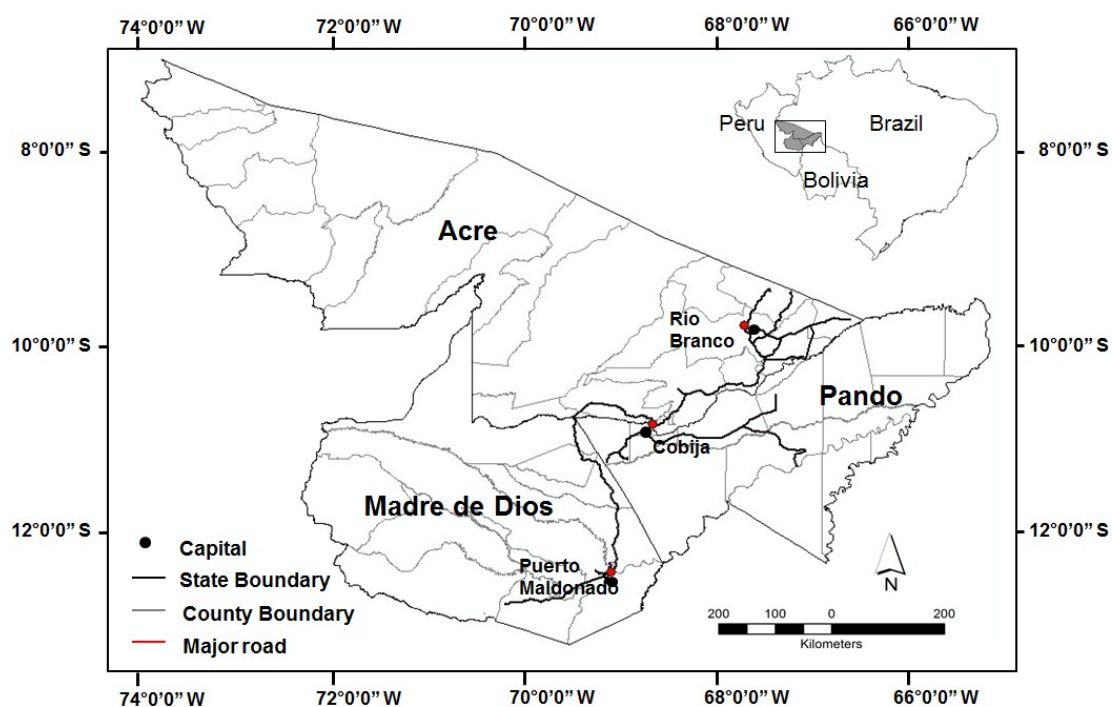 74°0'0” W
72°0'0” W
70°0'0” W
68°0'0” W
66°0'0” W
Peru
Brazil
8°0'0” S
8°0'0” S
Bolivia
Acre
Rio
Branco
10°0'0” S
10°0'0” S
Pando
Cobija
Madre de Dios
12°0'0” S
12°0'0” S
Capital
Puerto
Maldonado
State Boundary
N
County Boundary
200 100 0 200
Major road
Kilometers
74°0'0” W
72°0'0” W
70°0'0” W
68°0'0” W
66°0'0” W